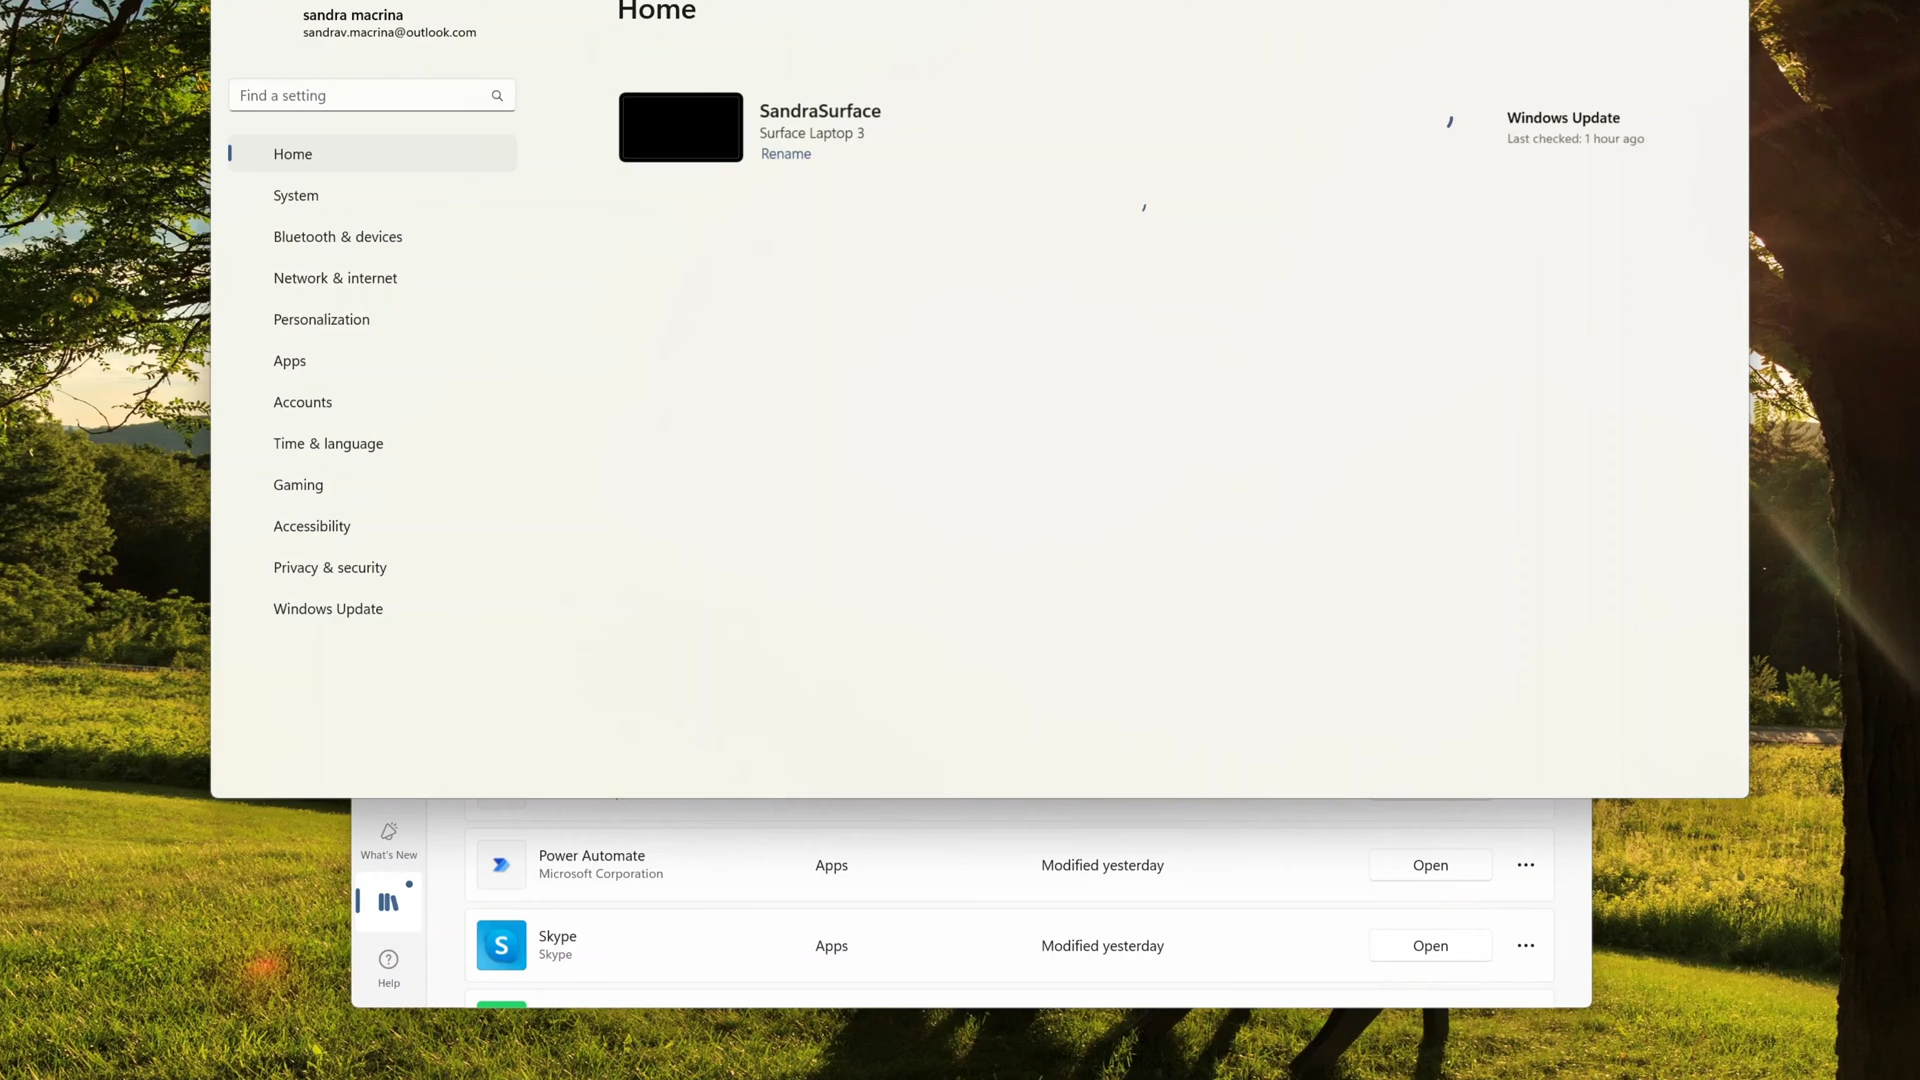 sandra macrina
sandrav.macrina@outlook.com
Home
Find a setting
SandraSurface
Surface Laptop 3
Rename
Windows Update
Last checked: 1 hour ago
Home
System
Bluetooth & devices
Network & internet
Personalization
Apps
Accounts
Time & language
Gaming
Accessibility
Privacy & security
Windows Update
What's New
Help
Power Automate
Microsoft Corporation
Apps
Modified yesterday
Open
S
Skype
Skype
Apps
Modified yesterday
Open